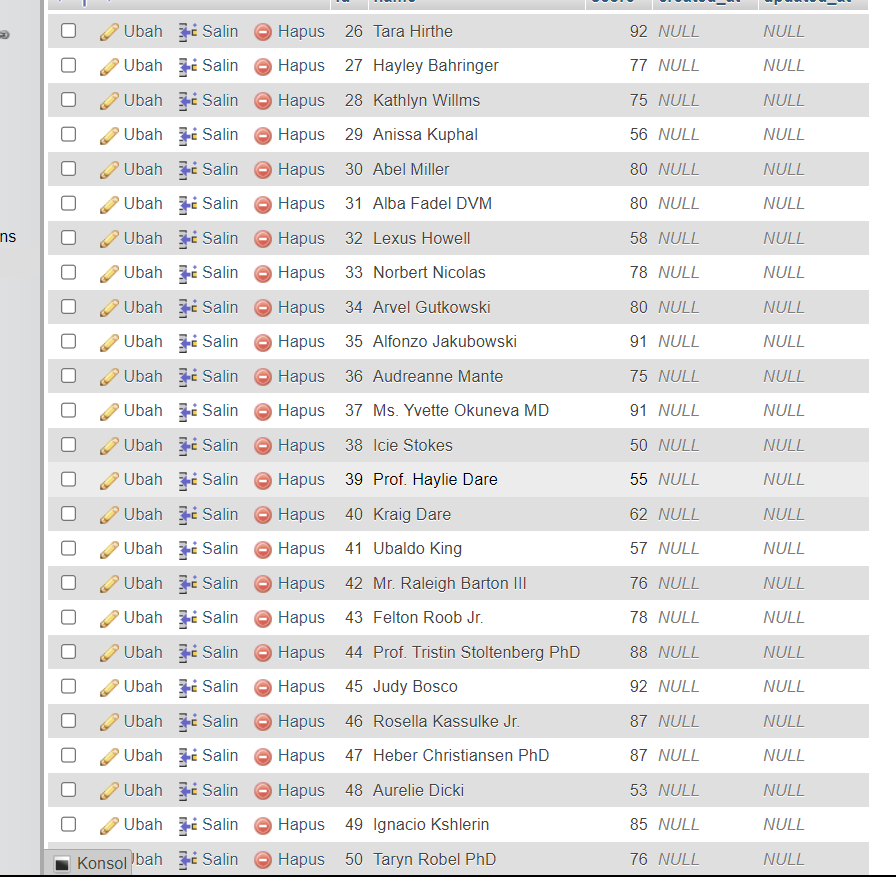 Ubah Salin Hapus 26 Tara Hirthe 92 NULL NULL
Ubah Salin Hapus 27 Hayley Bahringer 77 NULL NULL
Ubah Salin Hapus 28 Kathlyn Willms 75 NULL NULL
Ubah Salin Hapus 29 Anissa Kuphal 56 NULL NULL
Ubah Salin Hapus 30 Abel Miller 80 NULL NULL
Ubah Salin Hapus 31 Alba Fadel DVM 80 NULL NULL
ns
Ubah Salin Hapus 32 Lexus Howell 58 NULL NULL
Ubah Salin Hapus 33 Norbert Nicolas 78 NULL NULL
Ubah Salin Hapus 34 Arvel Gutkowski 80 NULL NULL
Ubah Salin Hapus 35 Alfonzo Jakubowski 91 NULL NULL
Ubah Salin Hapus 36 Audreanne Mante 75 NULL NULL
Ubah Salin Hapus 37 Ms. Yvette Okuneva MD 91 NULL NULL
Ubah Salin Hapus 38 Icie Stokes 50 NULL NULL
Ubah Salin Hapus 39 Prof. Haylie Dare 55 NULL NULL
Ubah Salin Hapus 40 Kraig Dare 62 NULL NULL
Ubah Salin Hapus 41 Ubaldo King 57 NULL NULL
Ubah Salin Hapus 42 Mr. Raleigh Barton III 76 NULL NULL
Ubah Salin Hapus 43 Felton Roob Jr. 78 NULL NULL
Ubah Salin Hapus 44 Prof. Tristin Stoltenberg PhD 88 NULL NULL
Ubah Salin Hapus 45 Judy Bosco 92 NULL NULL
Ubah Salin Hapus 46 Rosella Kassulke Jr. 87 NULL NULL
Ubah Salin Hapus 47 Heber Christiansen PhD 87 NULL NULL
Ubah Salin Hapus 48 Aurelie Dicki 53 NULL NULL
Ubah Salin Hapus 49 Ignacio Kshlerin 85 NULL NULL
Konsol bah Salin Hapus 50 Taryn Robel PhD 76 NULL NULL